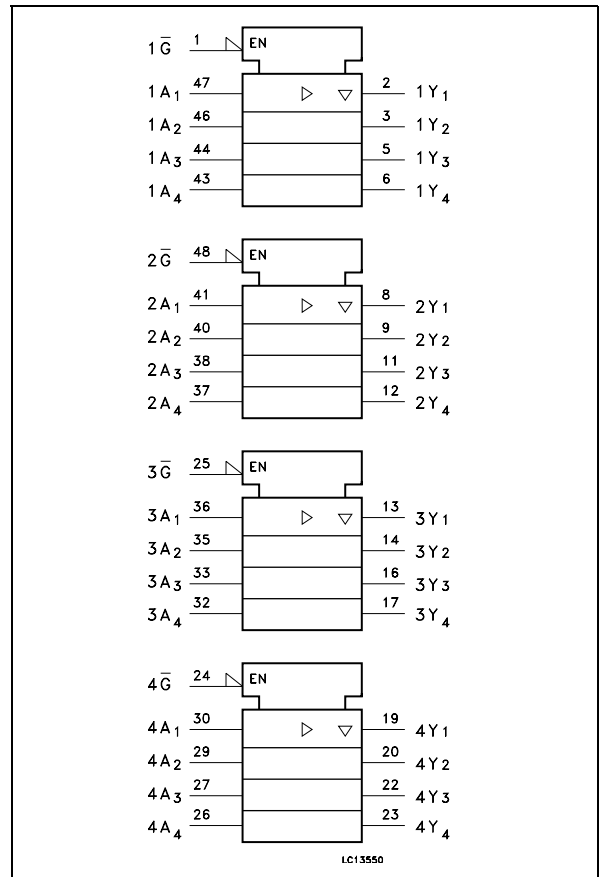 1G̅ 1 EN
1A1 47 2 1Y1
1A2 46 3 1Y2
1A3 44 5 1Y3
1A4 43 6 1Y4
2G̅ 48 EN
2A1 41 8 2Y1
2A2 40 9 2Y2
2A3 38 11 2Y3
2A4 37 12 2Y4
3G̅ 25 EN
3A1 36 13 3Y1
3A2 35 14 3Y2
3A3 33 16 3Y3
3A4 32 17 3Y4
4G̅ 24 EN
4A1 30 19 4Y1
4A2 29 20 4Y2
4A3 27 22 4Y3
4A4 26 23 4Y4
LC13550